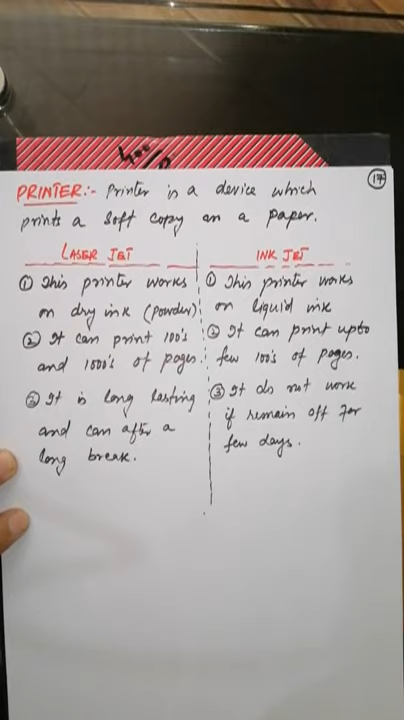 400/0
17
PRINTER:- Printer is a device which
prints a soft copy on a paper.
LASER JET
① This printer works
on dry ink (powder)
② It can print 100's
and 1000's of pages.
③ It is long lasting
and can after a
long break.
INK JET
① This printer works
on liquid ink
② It can print upto
few 100's of pages.
③ It do not work
if remain off for
few days.